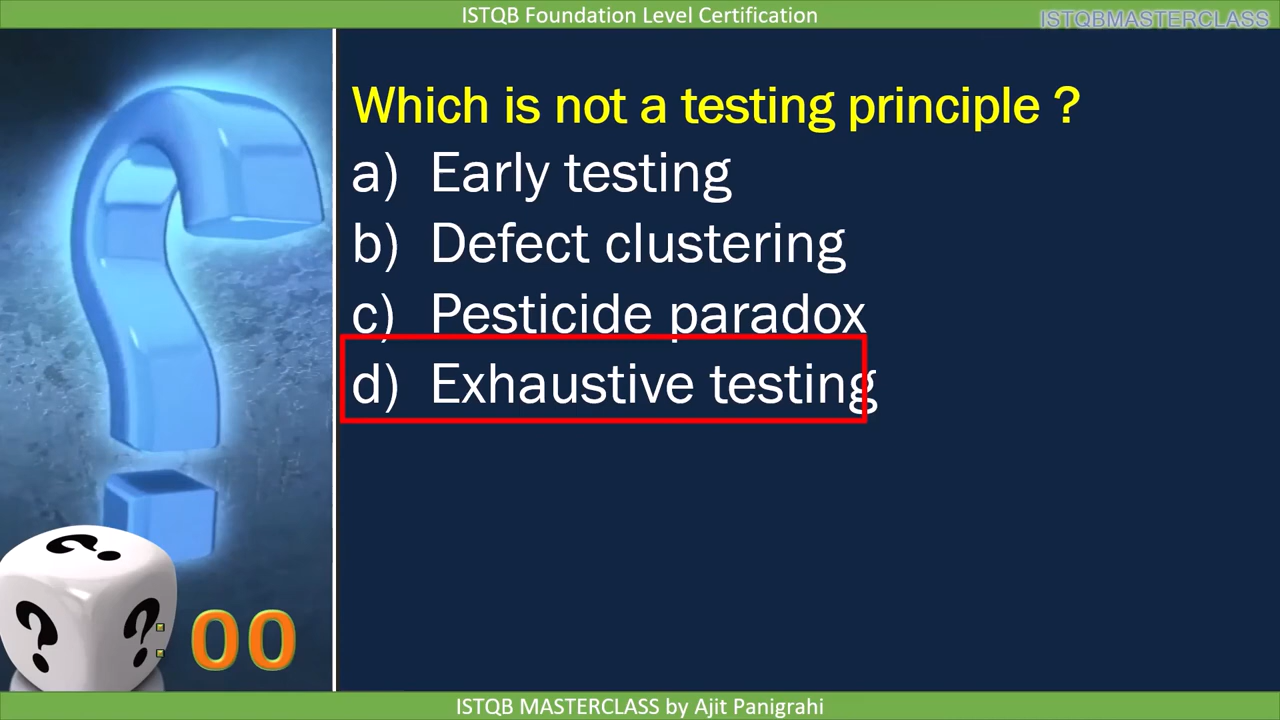 ISTQB Foundation Level Certification
ISTQBMASTERCLASS
Which is not a testing principle ?
a) Early testing
b) Defect clustering
c) Pesticide paradox
d) Exhaustive testing
? ? ?
: 00
ISTQB MASTERCLASS by Ajit Panigrahi